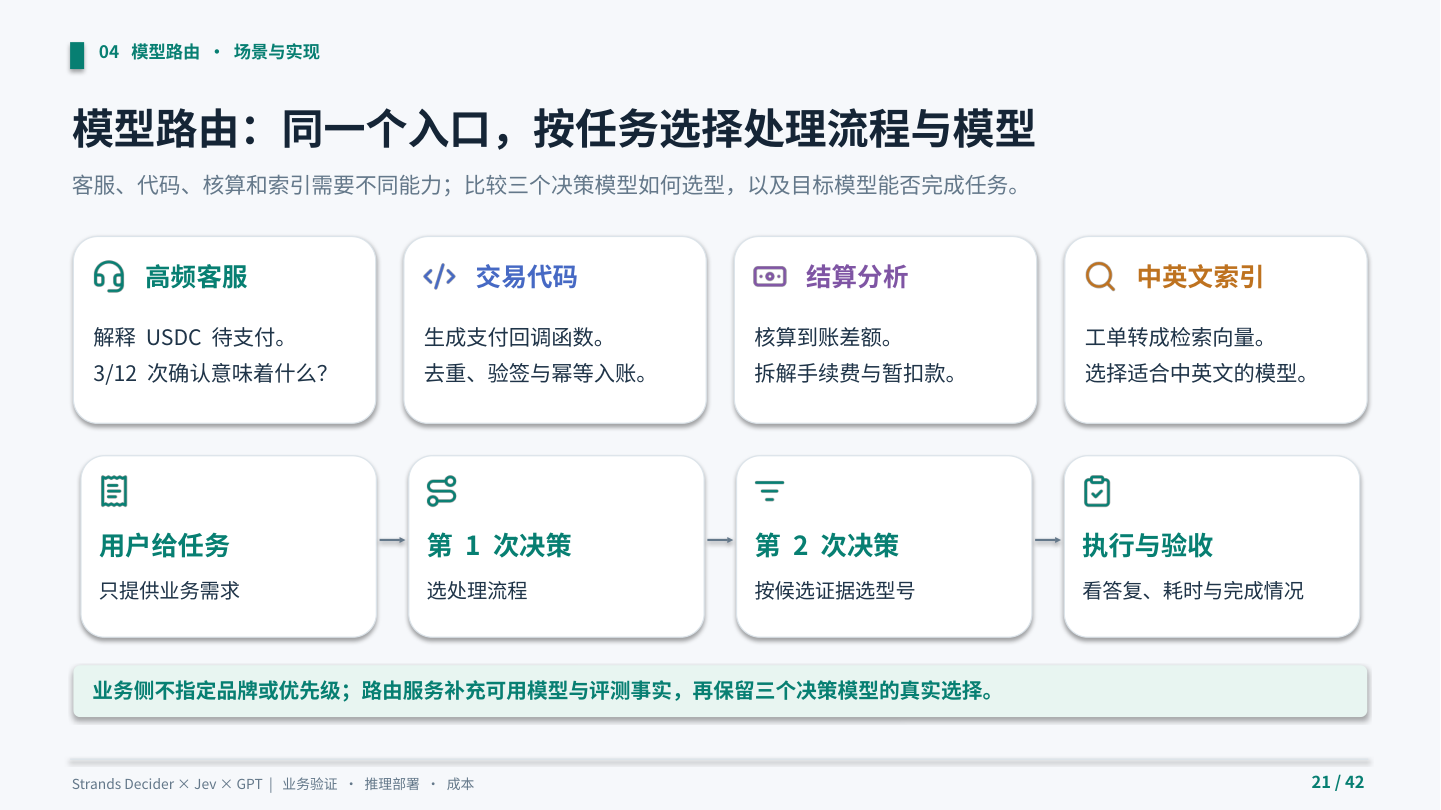 04 模型路由 · 场景与实现
模型路由：同一个入口，按任务选择处理流程与模型
客服、代码、核算和索引需要不同能力；比较三个决策模型如何选型，以及目标模型能否完成任务。
高频客服
解释 USDC 待支付。
3/12 次确认意味着什么？
交易代码
生成支付回调函数。
去重、验签与幂等入账。
结算分析
核算到账差额。
拆解手续费与暂扣款。
中英文索引
工单转成检索向量。
选择适合中英文的模型。
用户给任务
只提供业务需求
第 1 次决策
选处理流程
第 2 次决策
按候选证据选型号
执行与验收
看答复、耗时与完成情况
业务侧不指定品牌或优先级；路由服务补充可用模型与评测事实，再保留三个决策模型的真实选择。
Strands Decider × Jev × GPT | 业务验证 · 推理部署 · 成本
21 / 42